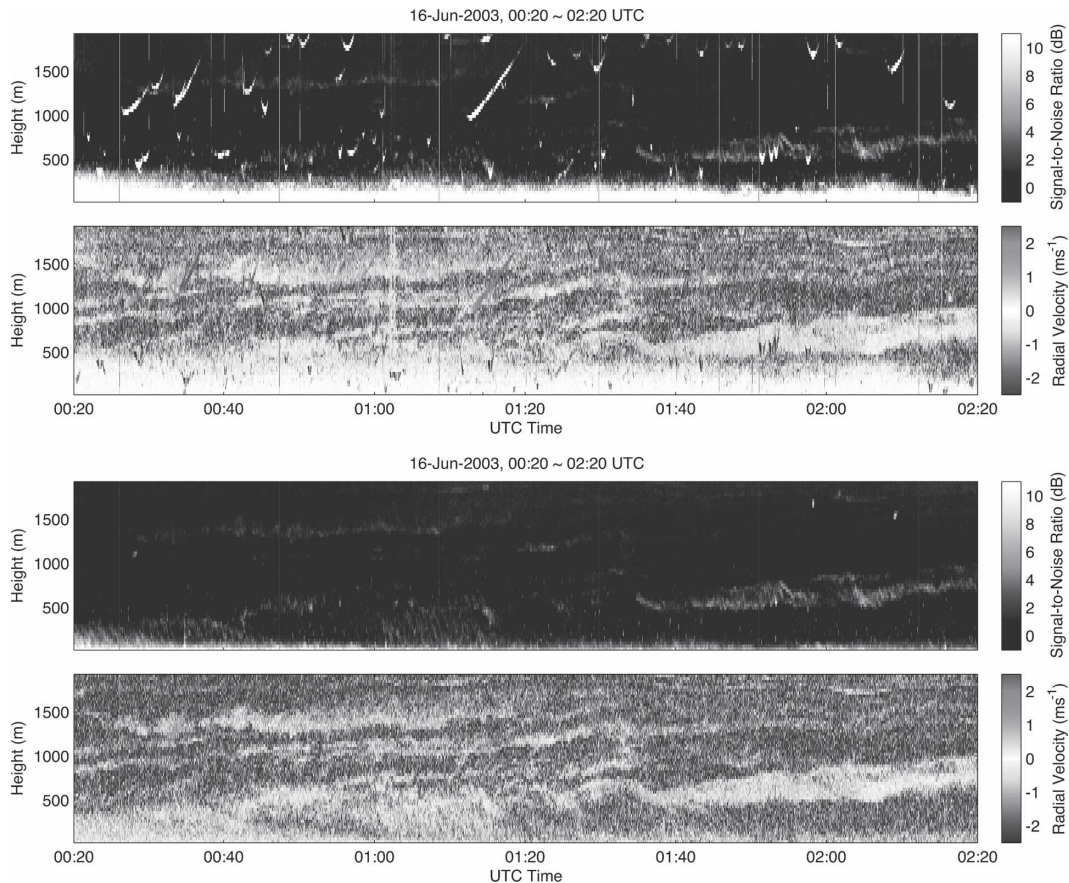 16-Jun-2003, 00:20 ~ 02:20 UTC
Height (m)
1500
1000
500
10
8
6
4
2
0
Signal-to-Noise Ratio (dB)
Height (m)
1500
1000
500
2
1
0
-1
-2
Radial Velocity (ms-1)
00:20 00:40 01:00 01:20 01:40 02:00 02:20
UTC Time
16-Jun-2003, 00:20 ~ 02:20 UTC
Height (m)
1500
1000
500
10
8
6
4
2
0
Signal-to-Noise Ratio (dB)
Height (m)
1500
1000
500
2
1
0
-1
-2
Radial Velocity (ms-1)
00:20 00:40 01:00 01:20 01:40 02:00 02:20
UTC Time